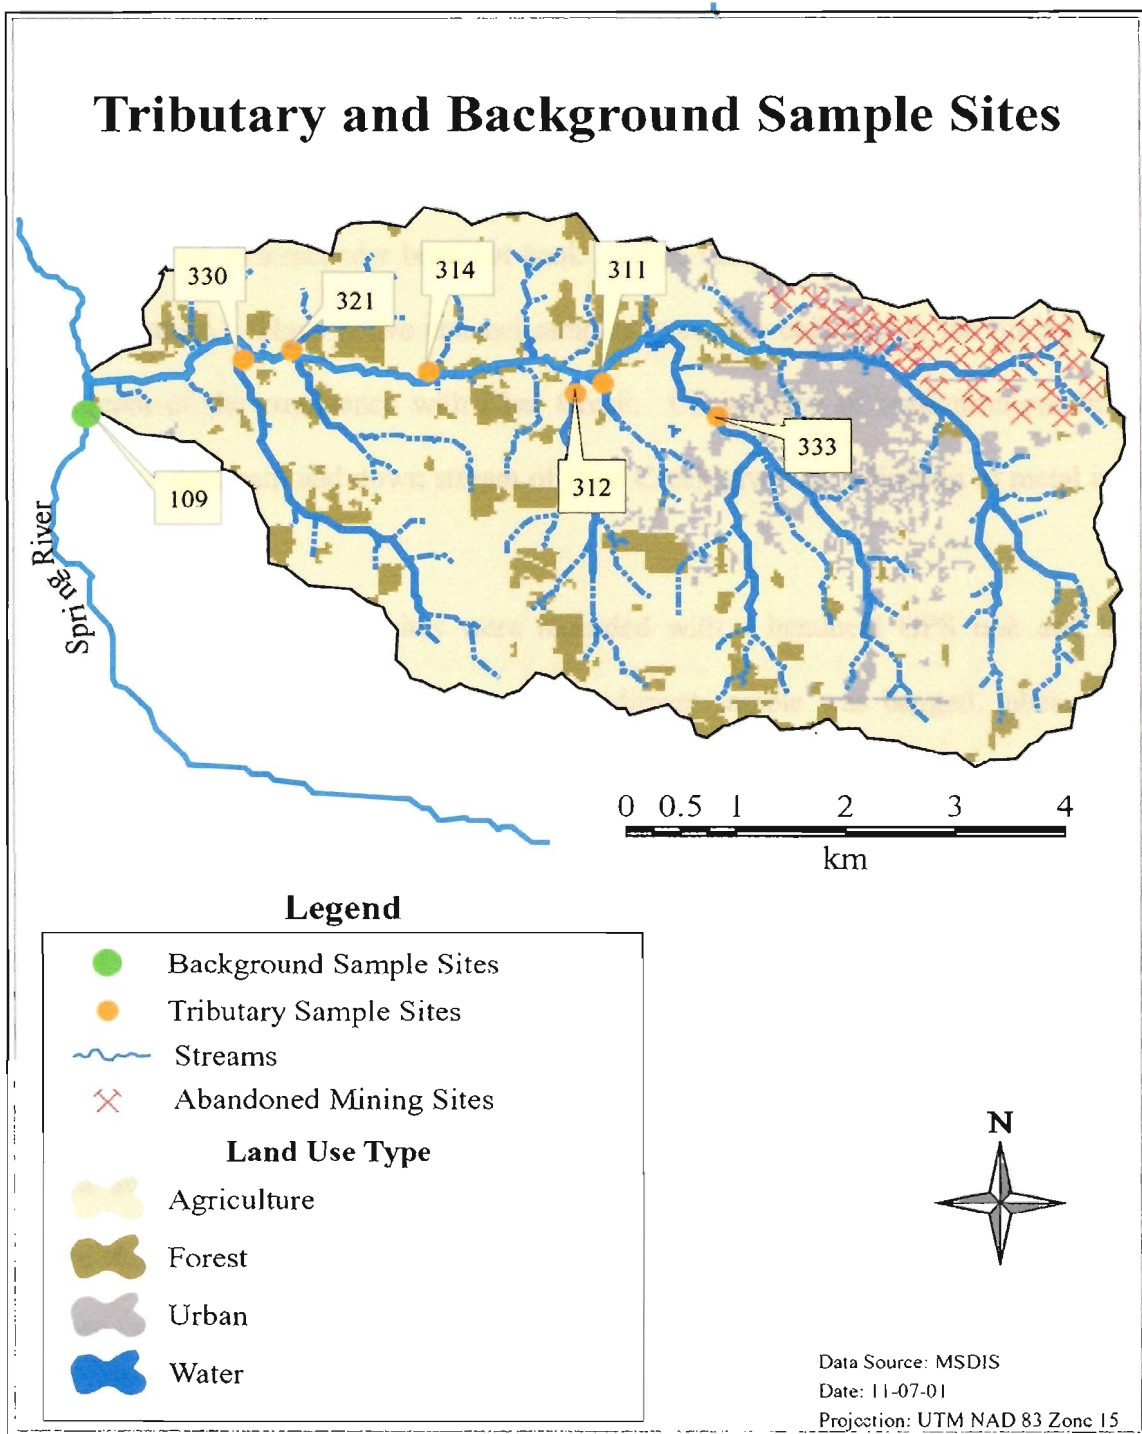 Tributary and Background Sample Sites
330
321
314
311
333
312
109
Spring River
0 0.5 1 2 3 4
km
Legend
Background Sample Sites
Tributary Sample Sites
Streams
Abandoned Mining Sites
Land Use Type
Agriculture
Forest
Urban
Water
N
Data Source: MSDIS
Date: 11-07-01
Projection: UTM NAD 83 Zone 15